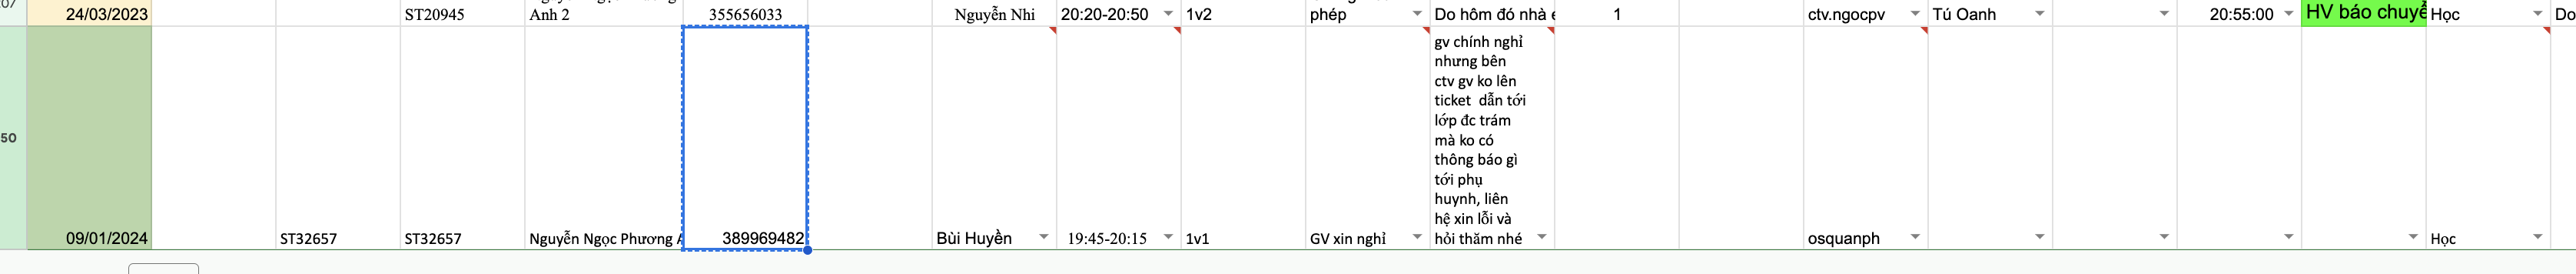 24/03/2023 ST20945 Anh 2 355656033 Nguyễn Nhi 20:20-20:50 1v2 phép Do hôm đó nhà 1 ctv.ngocpv Tú Oanh 20:55:00 HV báo chuyể Học Do
gv chính nghỉ
nhưng bên
ctv gv ko lên
ticket dẫn tới
lớp đc trám
50
mà ko có
thông báo gì
tới phụ
huynh, liên
hệ xin lỗi và
09/01/2024 ST32657 ST32657 Nguyễn Ngọc Phương 389969482 Bùi Huyền 19:45-20:15 1v1 GV xin nghỉ hỏi thăm nhé osquanph Học